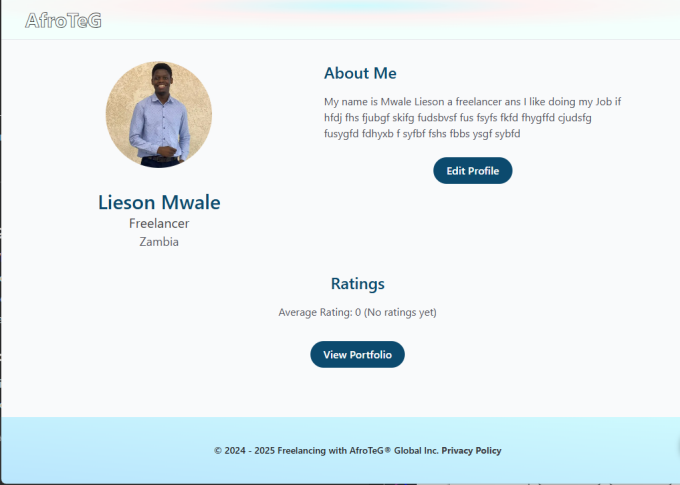 AfroTeG
About Me
My name is Mwale Lieson a freelancer ans I like doing my Job if
hfdj fhs fjubgf skifg fudsbvsf fus fsyfs fkfd fhygffd cjudsfg
fusygfd fdhyxb f syfbf fshs fbbs ysgf sybfd
Edit Profile
Lieson Mwale
Freelancer
Zambia
Ratings
Average Rating: 0 (No ratings yet)
View Portfolio
© 2024 - 2025 Freelancing with AfroTeG® Global Inc. Privacy Policy